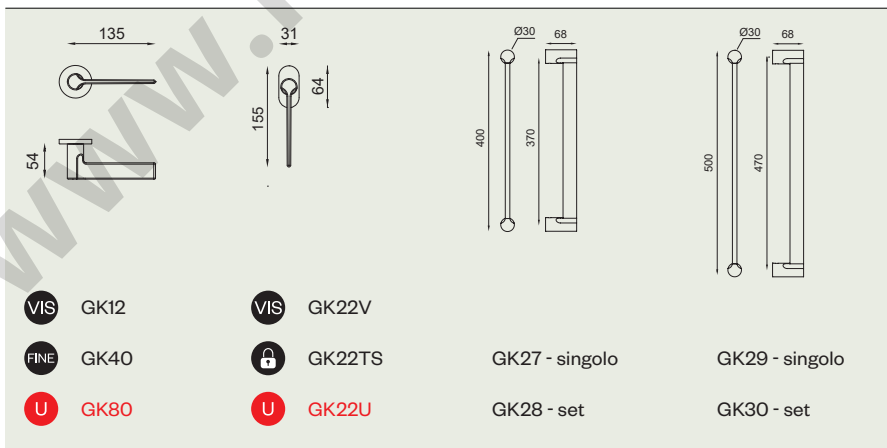 135
31
Ø30
68
Ø30
68
64
155
54
400
370
500
470
VIS GK12
VIS GK22V
FINE GK40
GK22TS
GK27 - singolo
GK29 - singolo
U GK80
U GK22U
GK28 - set
GK30 - set
www.